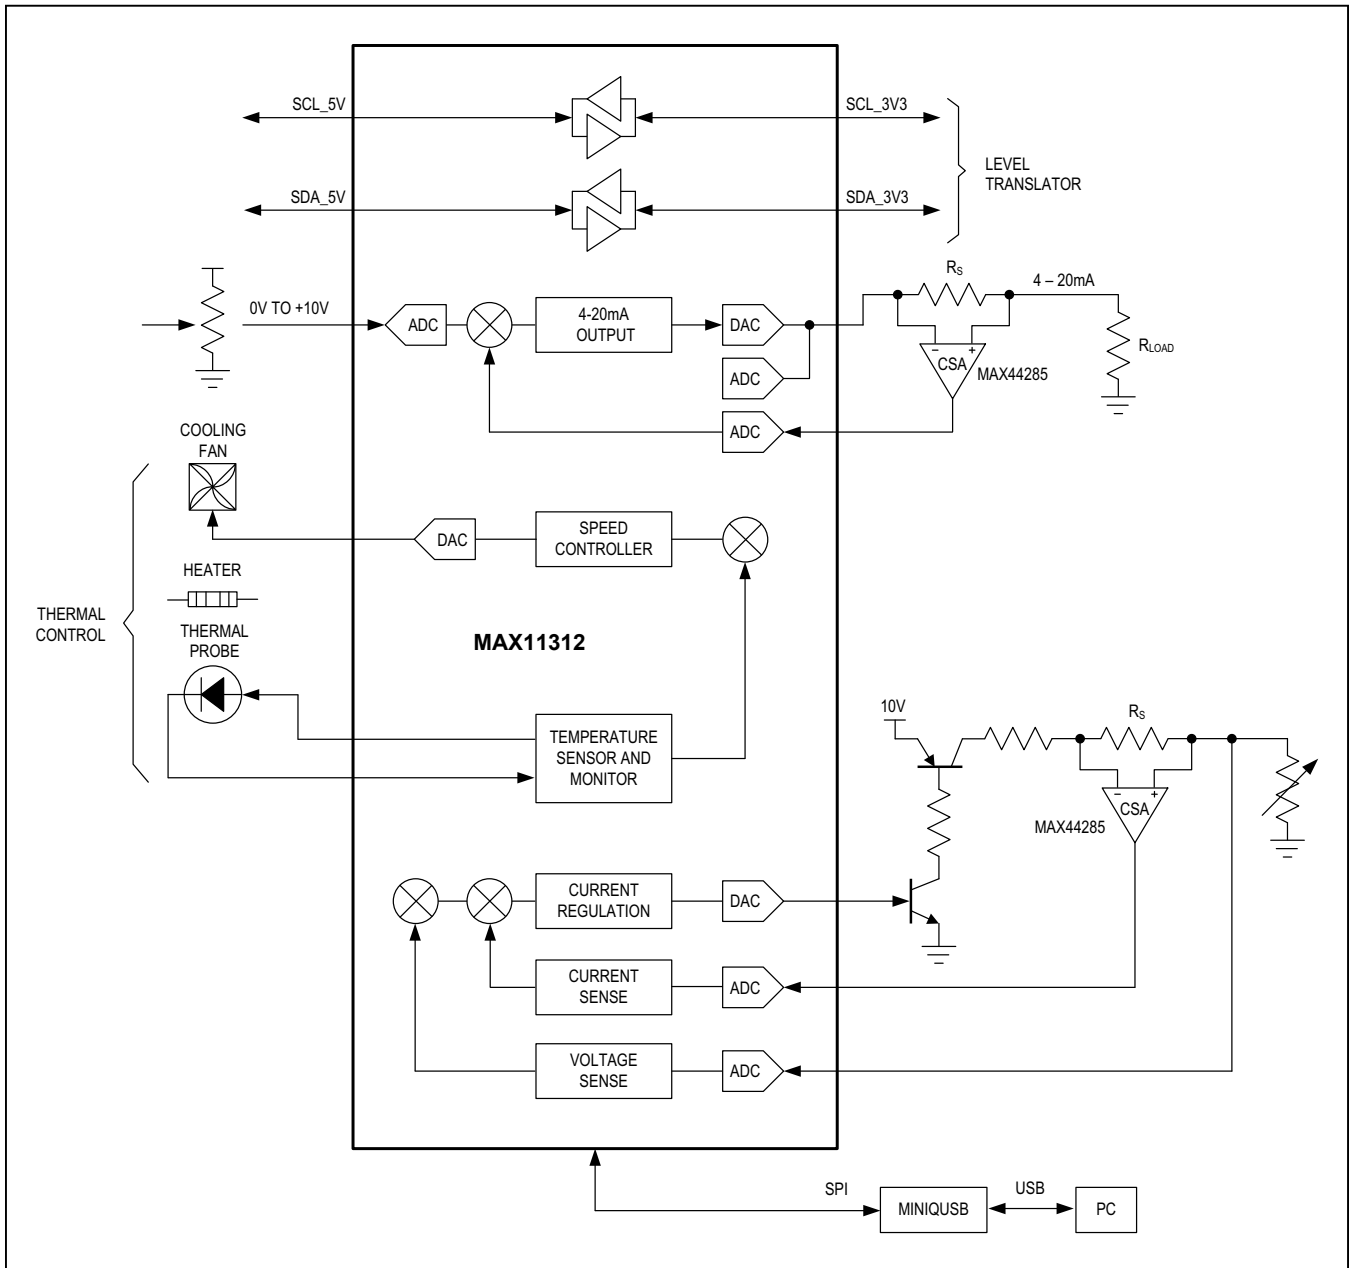 SCL_5V
SCL_3V3
SDA_5V
SDA_3V3
LEVEL
TRANSLATOR
0V TO +10V
ADC
4-20mA
OUTPUT
DAC
ADC
ADC
RS
4 – 20mA
− +
CSA
MAX44285
RLOAD
COOLING
FAN
DAC
SPEED
CONTROLLER
HEATER
THERMAL
CONTROL
THERMAL
PROBE
MAX11312
TEMPERATURE
SENSOR AND
MONITOR
10V
RS
− +
CSA
MAX44285
CURRENT
REGULATION
DAC
CURRENT
SENSE
ADC
VOLTAGE
SENSE
ADC
SPI
MINIQUSB
USB
PC